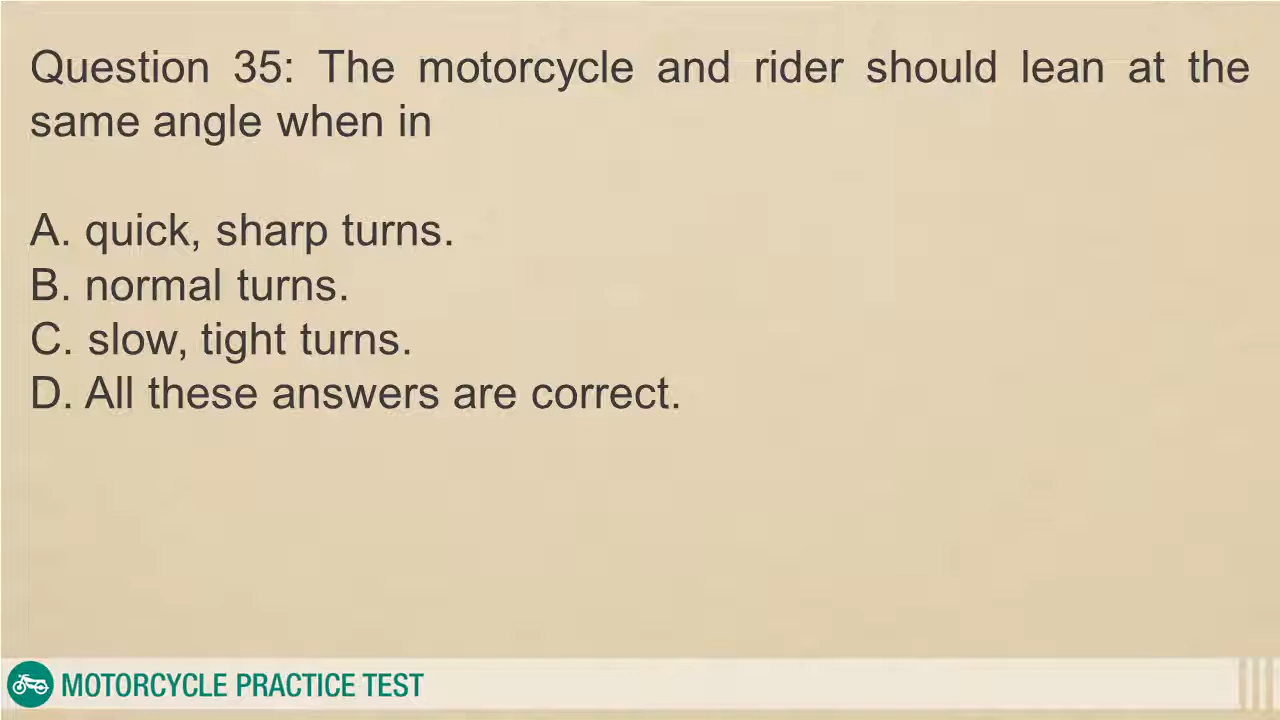 Question 35: The motorcycle and rider should lean at the
same angle when in
A. quick, sharp turns.
B. normal turns.
C. slow, tight turns.
D. All these answers are correct.
MOTORCYCLE PRACTICE TEST